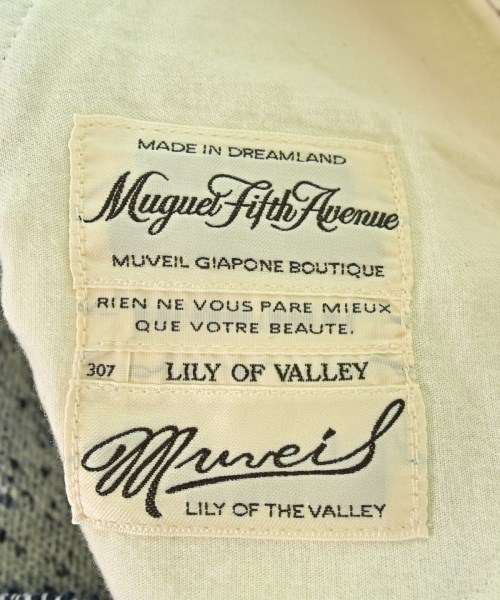 MADE IN DREAMLAND
Muguet Fifth Avenue
MUVEIL GIAPONE BOUTIQUE
RIEN NE VOUS PARE MIEUX
QUE VOTRE BEAUTE.
307 LILY OF VALLEY
Muveil
LILY OF THE VALLEY